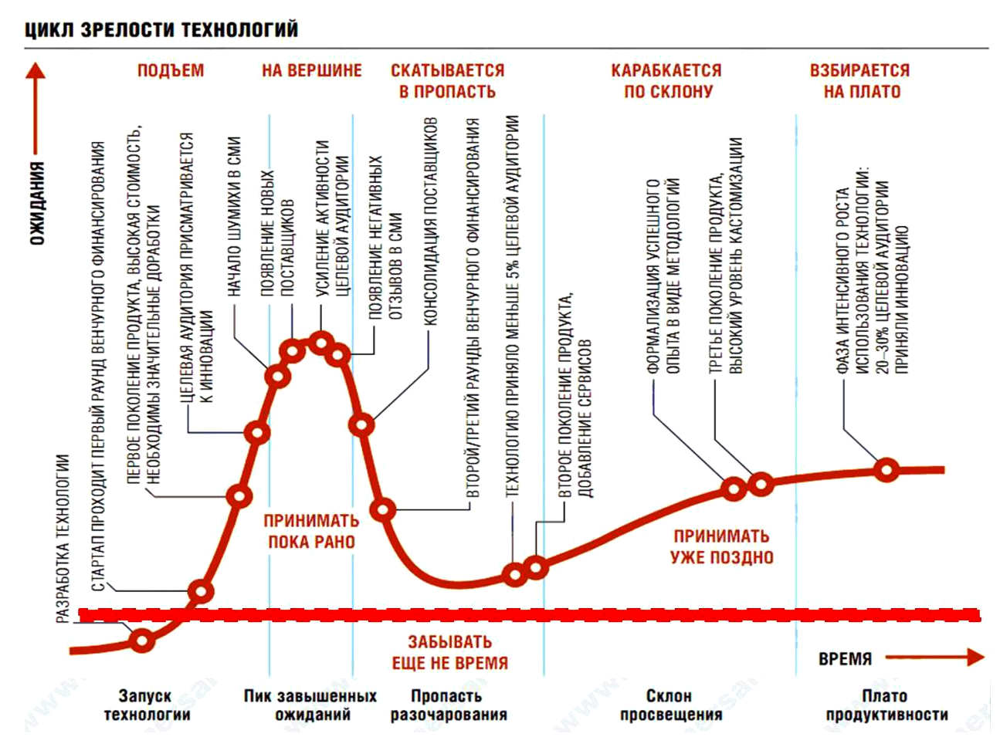 ЦИКЛ ЗРЕЛОСТИ ТЕХНОЛОГИЙ
ПОДЪЕМ
НА ВЕРШИНЕ
СКАТЫВАЕТСЯ
В ПРОПАСТЬ
КАРАБКАЕТСЯ
ПО СКЛОНУ
ВЗБИРАЕТСЯ
НА ПЛАТО
ОЖИДАНИЯ
РАЗРАБОТКА ТЕХНОЛОГИИ
СТАРТАП ПРОХОДИТ ПЕРВЫЙ РАУНД ВЕНЧУРНОГО ФИНАНСИРОВАНИЯ
ПЕРВОЕ ПОКОЛЕНИЕ ПРОДУКТА, ВЫСОКАЯ СТОИМОСТЬ,
НЕОБХОДИМЫ ЗНАЧИТЕЛЬНЫЕ ДОРАБОТКИ
ЦЕЛЕВАЯ АУДИТОРИЯ ПРИСМАТРИВАЕТСЯ
К ИННОВАЦИИ
НАЧАЛО ШУМИХИ В СМИ
ПОЯВЛЕНИЕ НОВЫХ
ПОСТАВЩИКОВ
УСИЛЕНИЕ АКТИВНОСТИ
ЦЕЛЕВОЙ АУДИТОРИИ
ПОЯВЛЕНИЕ НЕГАТИВНЫХ
ОТЗЫВОВ В СМИ
КОНСОЛИДАЦИЯ ПОСТАВЩИКОВ
ВТОРОЙ/ТРЕТИЙ РАУНДЫ ВЕНЧУРНОГО ФИНАНСИРОВАНИЯ
ТЕХНОЛОГИЮ ПРИНЯЛО МЕНЬШЕ 5% ЦЕЛЕВОЙ АУДИТОРИИ
ВТОРОЕ ПОКОЛЕНИЕ ПРОДУКТА,
ДОБАВЛЕНИЕ СЕРВИСОВ
ФОРМАЛИЗАЦИЯ УСПЕШНОГО
ОПЫТА В ВИДЕ МЕТОДОЛОГИЙ
ТРЕТЬЕ ПОКОЛЕНИЕ ПРОДУКТА,
ВЫСОКИЙ УРОВЕНЬ КАСТОМИЗАЦИИ
ФАЗА ИНТЕНСИВНОГО РОСТА
ИСПОЛЬЗОВАНИЯ ТЕХНОЛОГИИ:
20–30% ЦЕЛЕВОЙ АУДИТОРИИ
ПРИНЯЛИ ИННОВАЦИЮ
ПРИНИМАТЬ
ПОКА РАНО
ПРИНИМАТЬ
УЖЕ ПОЗДНО
ЗАБЫВАТЬ
ЕЩЕ НЕ ВРЕМЯ
ВРЕМЯ
Запуск
технологии
Пик завышенных
ожиданий
Пропасть
разочарования
Склон
просвещения
Плато
продуктивности